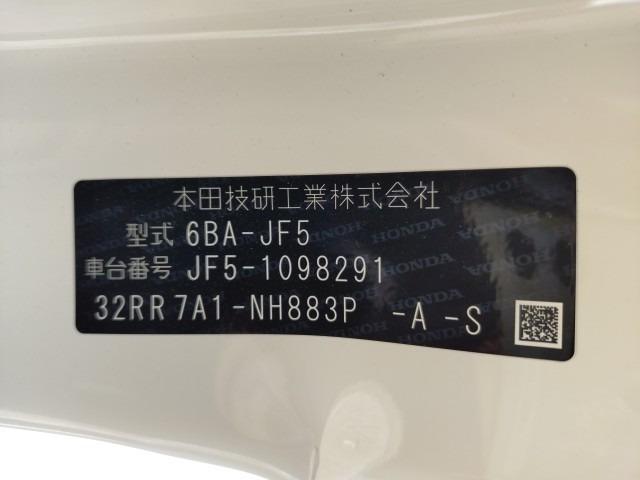 本田技研工業株式会社
型式 6BA-JF5
車台番号 JF5-1098291
32RR 7A1-NH883P -A -S